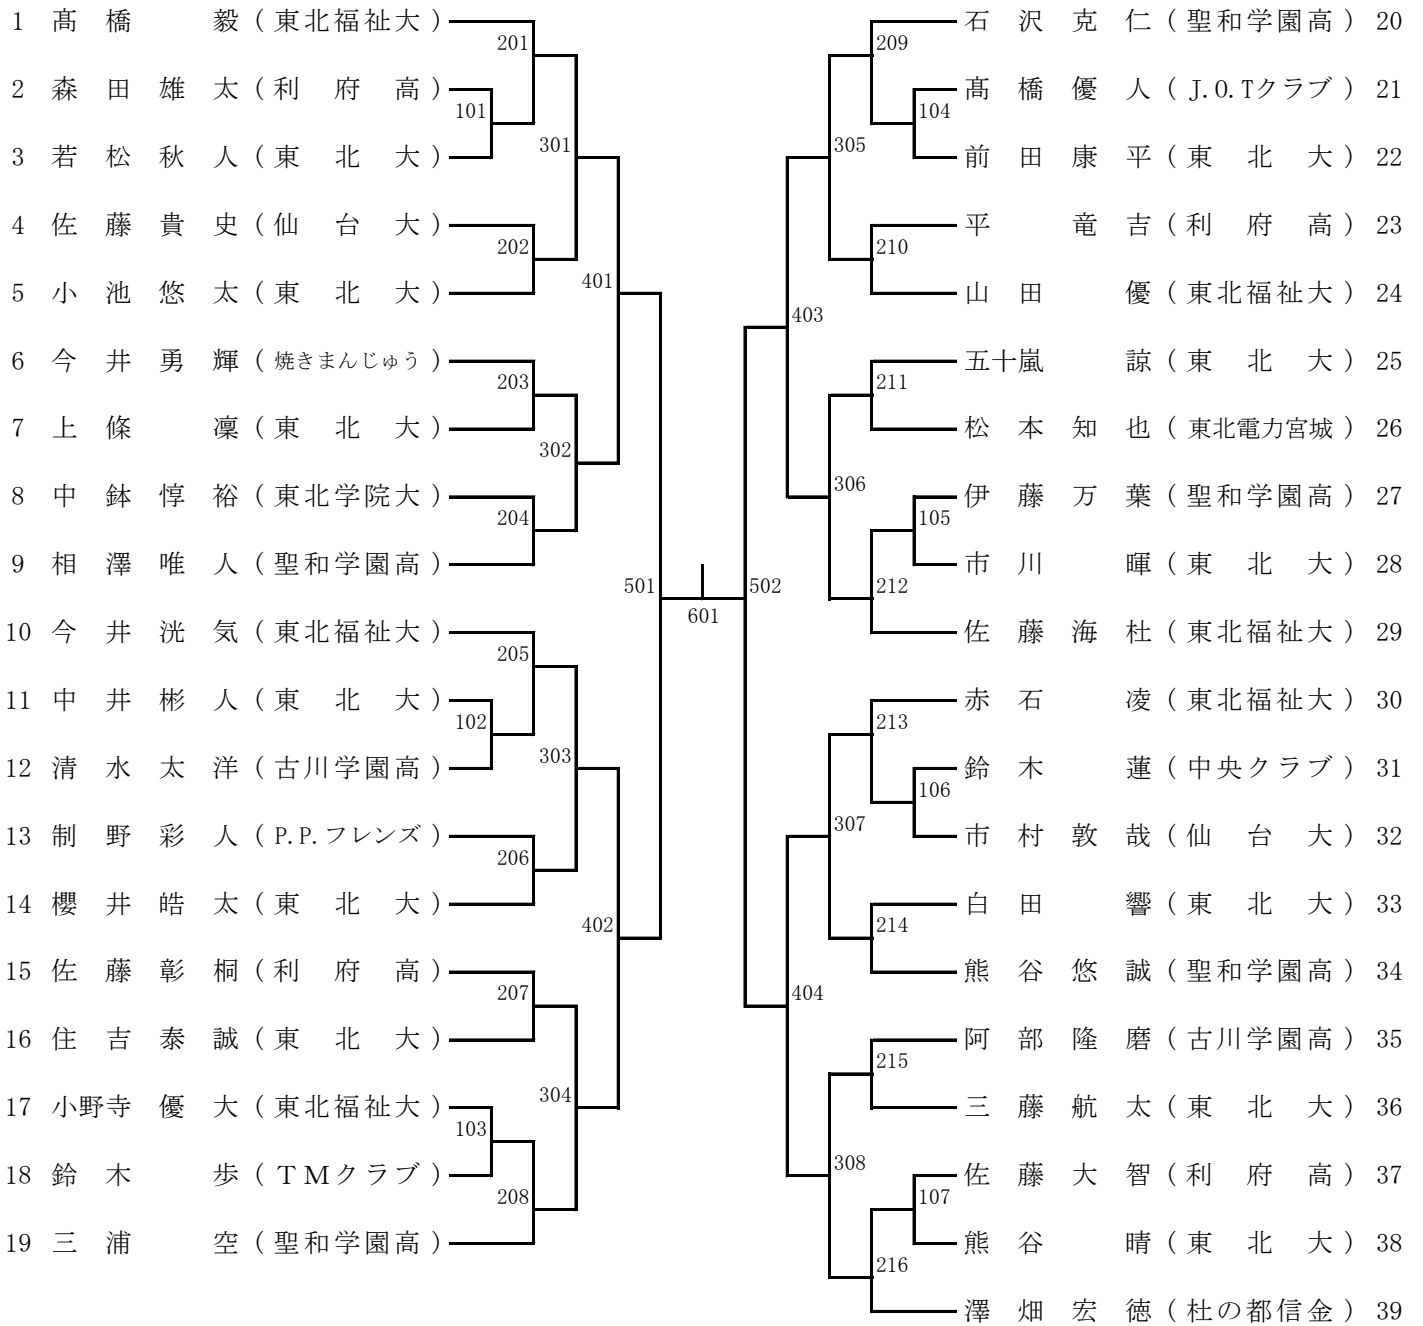 1 髙橋 毅 (東北福祉大)
201
2 森田雄太 (利府高)
101
3 若松秋人 (東北大)
301
4 佐藤貴史 (仙台大)
202
5 小池悠太 (東北大)
401
6 今井勇輝 (焼きまんじゅう)
203
7 上條 凜 (東北大)
302
8 中鉢惇裕 (東北学院大)
204
9 相澤唯人 (聖和学園高)
501
10 今井洸気 (東北福祉大)
205
11 中井彬人 (東北大)
102
12 清水太洋 (古川学園高)
303
13 制野彩人 (P.P.フレンズ)
206
14 櫻井皓太 (東北大)
402
15 佐藤彰桐 (利府高)
207
16 住吉泰誠 (東北大)
304
17 小野寺優大 (東北福祉大)
103
18 鈴木 歩 (TMクラブ)
208
19 三浦 空 (聖和学園高)
601
石沢克仁 (聖和学園高) 20
209
髙橋優人 (J.O.Tクラブ) 21
104
前田康平 (東北大) 22
305
平 竜吉 (利府高) 23
210
山田 優 (東北福祉大) 24
403
五十嵐 諒 (東北大) 25
211
松本知也 (東北電力宮城) 26
306
伊藤万葉 (聖和学園高) 27
105
市川 暉 (東北大) 28
212
502
佐藤海杜 (東北福祉大) 29
赤石 凌 (東北福祉大) 30
213
鈴木 蓮 (中央クラブ) 31
106
市村敦哉 (仙台大) 32
307
白田 響 (東北大) 33
214
熊谷悠誠 (聖和学園高) 34
404
阿部隆磨 (古川学園高) 35
215
三藤航太 (東北大) 36
308
佐藤大智 (利府高) 37
107
熊谷 晴 (東北大) 38
216
澤畑宏徳 (杜の都信金) 39